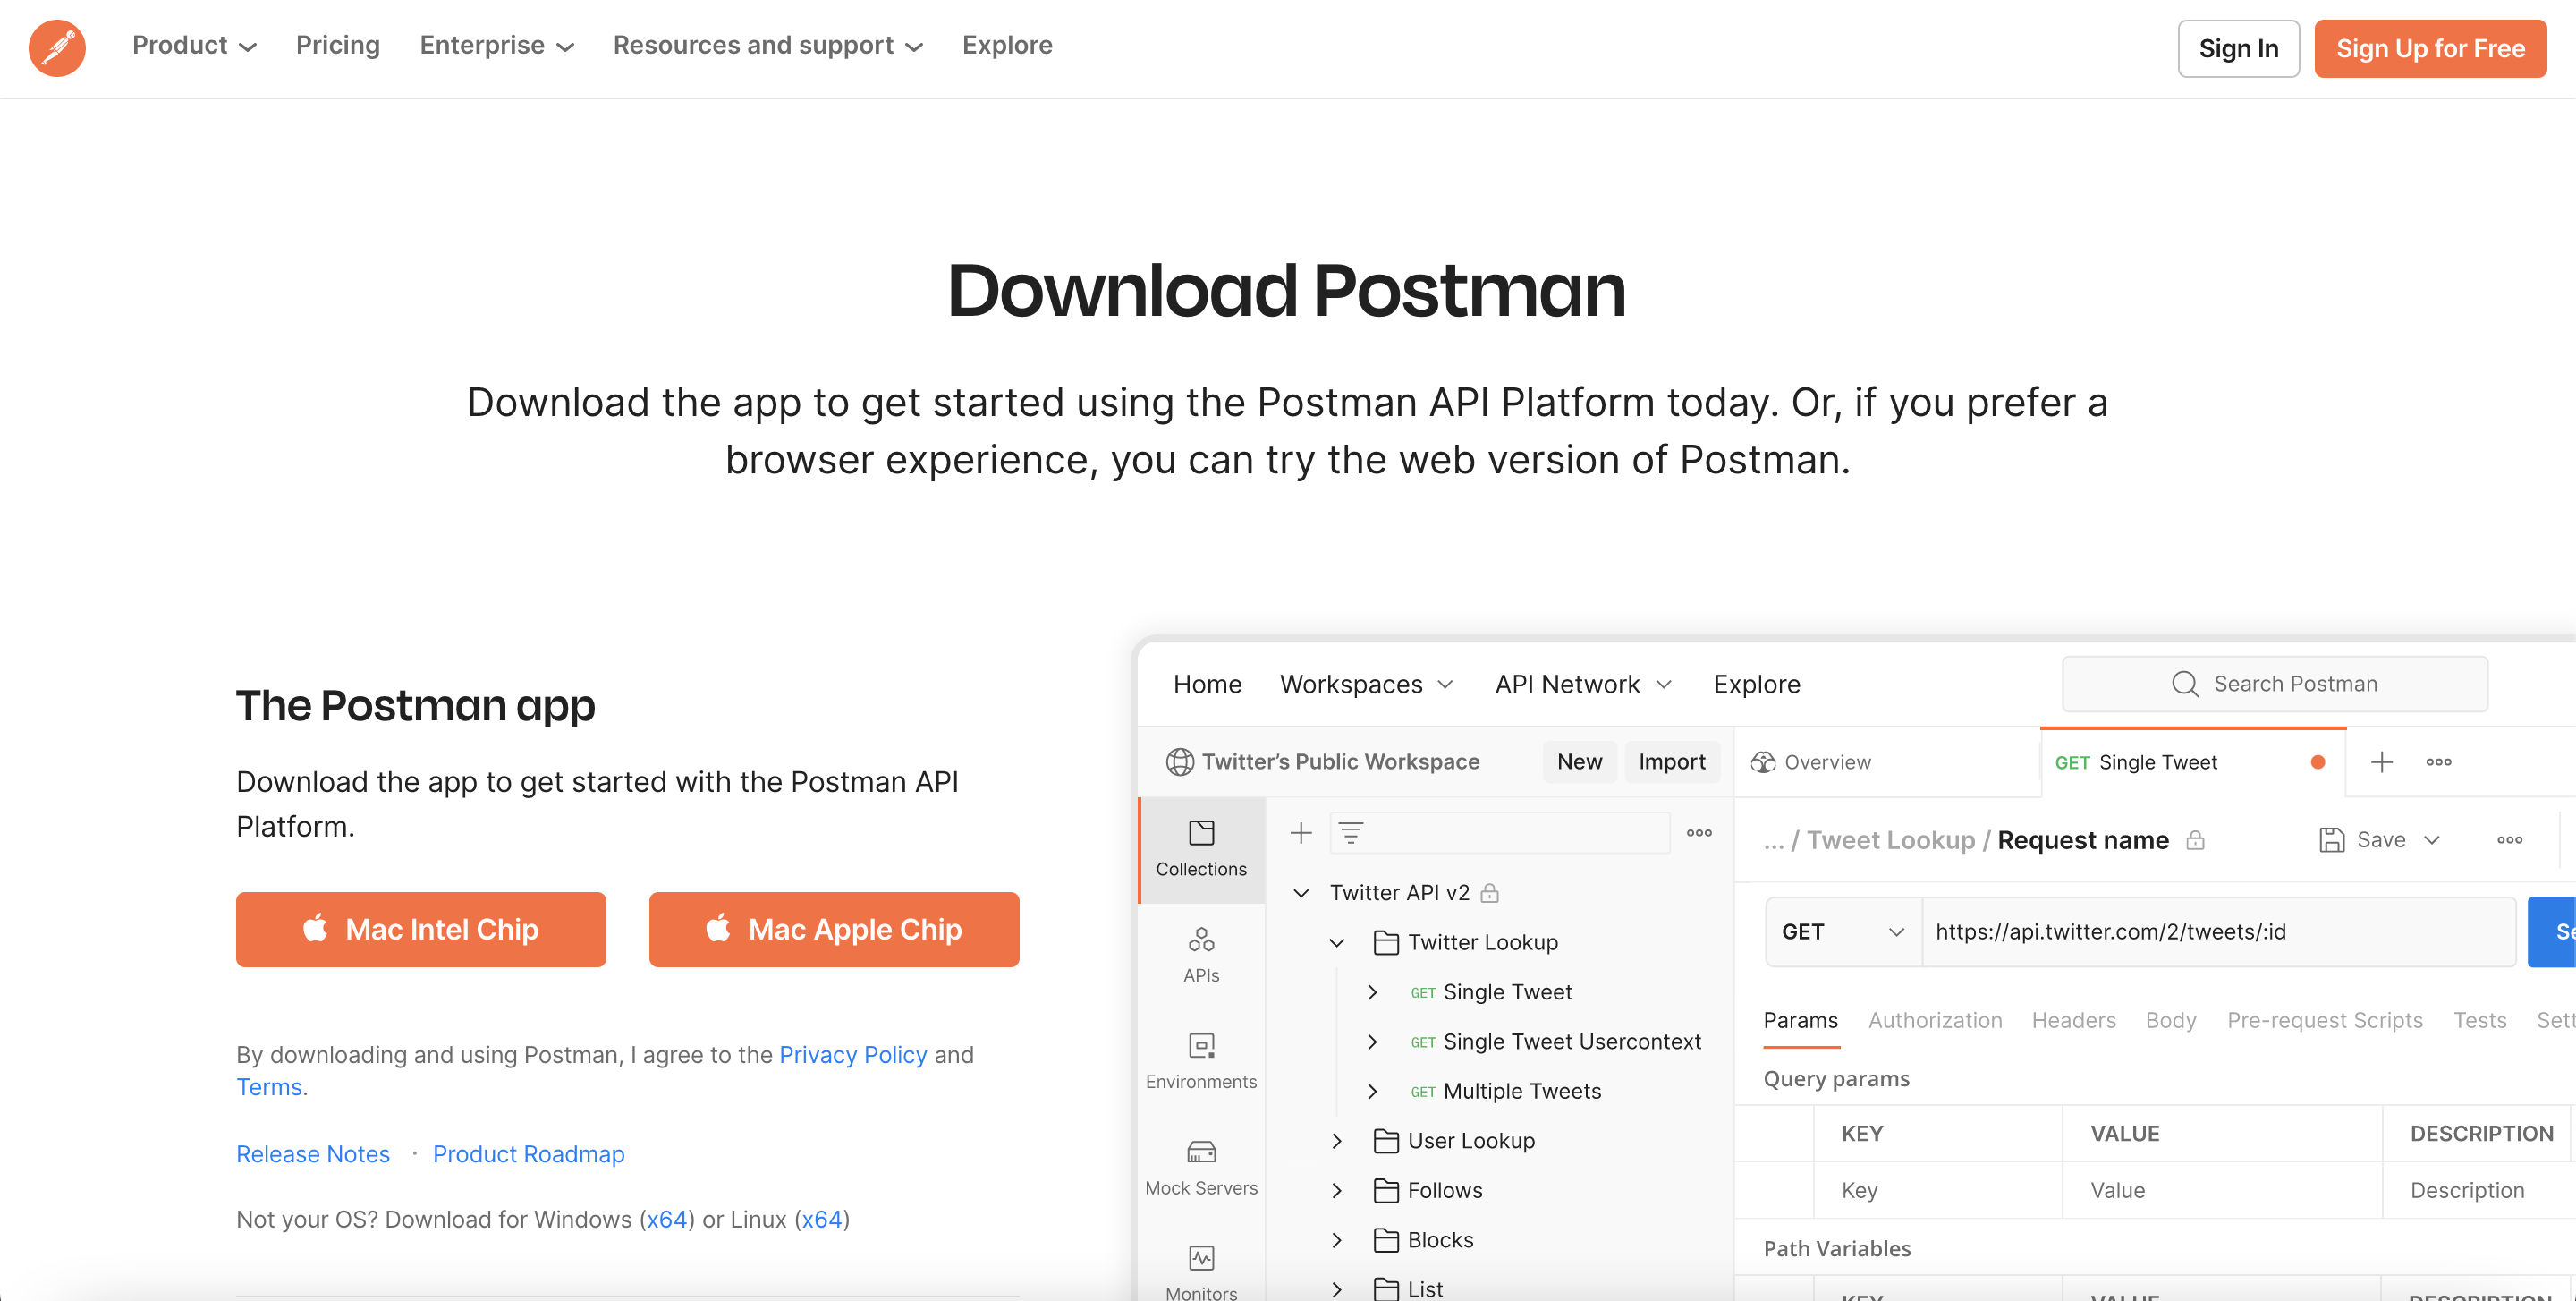 Product
Pricing
Enterprise
Resources and support
Explore
Sign In
Sign Up for Free
Download Postman
Download the app to get started using the Postman API Platform today. Or, if you prefer a
browser experience, you can try the web version of Postman.
The Postman app
Download the app to get started with the Postman API
Platform.
Mac Intel Chip
Mac Apple Chip
By downloading and using Postman, I agree to the Privacy Policy and
Terms.
Release Notes · Product Roadmap
Not your OS? Download for Windows (x64) or Linux (x64)
Home
Workspaces
API Network
Explore
Search Postman
Twitter’s Public Workspace
New
Import
Overview
GET Single Tweet
Collections
APIs
Environments
Mock Servers
Monitors
Twitter API v2
Twitter Lookup
GET Single Tweet
GET Single Tweet Usercontext
GET Multiple Tweets
User Lookup
Follows
Blocks
List
... / Tweet Lookup / Request name
Save
GET
https://api.twitter.com/2/tweets/:id
Params
Authorization
Headers
Body
Pre-request Scripts
Tests
Query params
KEY VALUE DESCRIPTION
Key Value Description
Path Variables
KEY VALUE DESCRIPTION